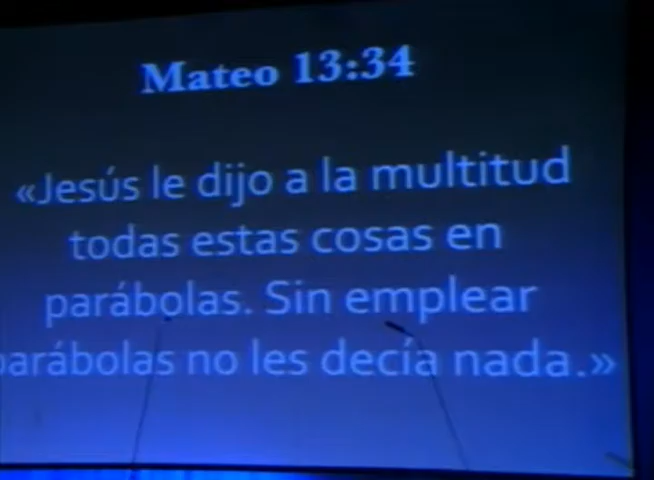 Mateo 13:34
«Jesús le dijo a la multitud
todas estas cosas en
parábolas. Sin emplear
parábolas no les decía nada.»